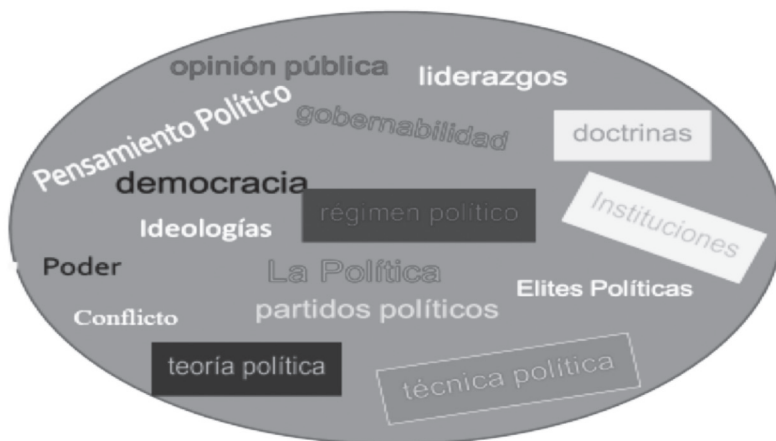 opinión pública
liderazgos
Pensamiento Político
gobernabilidad
doctrinas
democracia
régimen político
Instituciones
Ideologías
Poder
La Política
Elites Políticas
partidos políticos
Conflicto
teoría política
técnica política